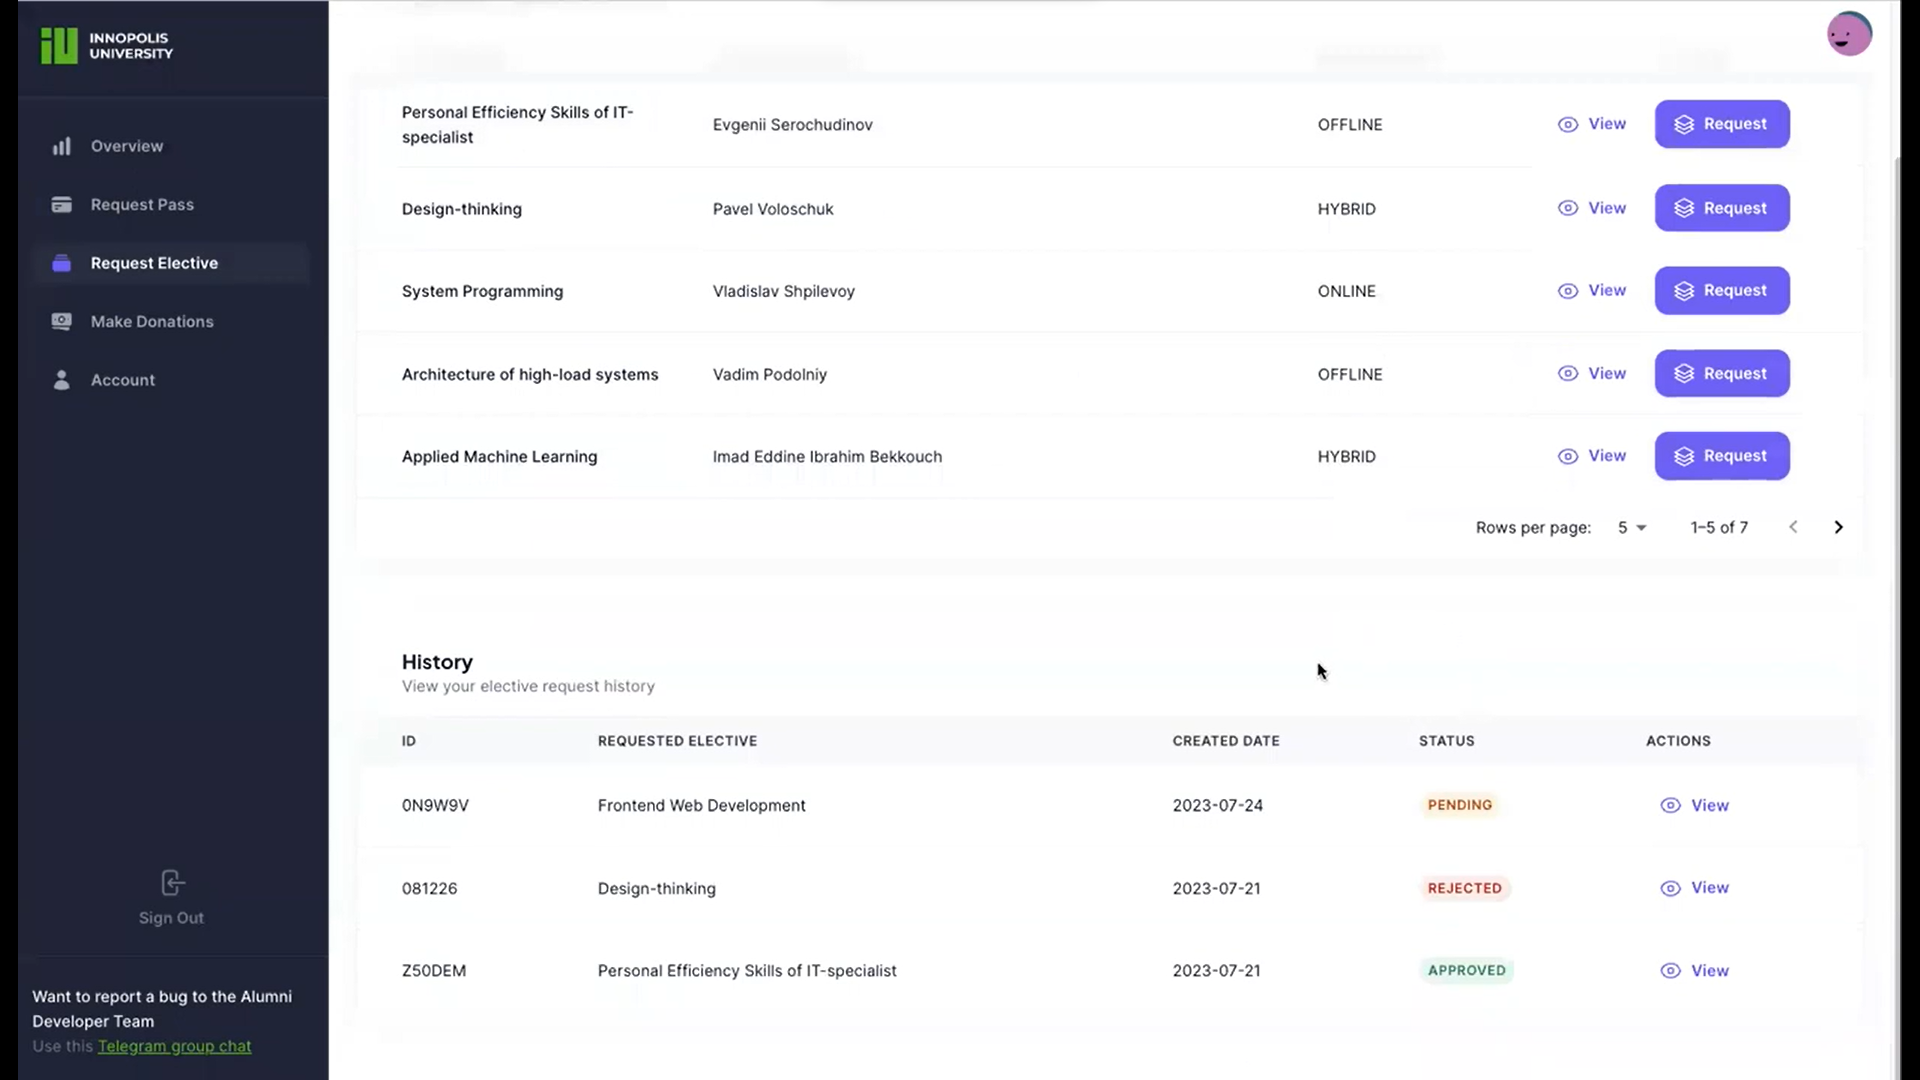 INNOPOLIS
UNIVERSITY
Overview
Request Pass
Request Elective
Make Donations
Account
Sign Out
Want to report a bug to the Alumni
Developer Team
Use this Telegram group chat
Personal Efficiency Skills of IT-
specialist
Evgenii Serochudinov OFFLINE View Request
Design-thinking Pavel Voloschuk HYBRID View Request
System Programming Vladislav Shpilevoy ONLINE View Request
Architecture of high-load systems Vadim Podolniy OFFLINE View Request
Applied Machine Learning Imad Eddine Ibrahim Bekkouch HYBRID View Request
Rows per page: 5 1–5 of 7
History
View your elective request history
ID REQUESTED ELECTIVE CREATED DATE STATUS ACTIONS
0N9W9V Frontend Web Development 2023-07-24 PENDING View
081226 Design-thinking 2023-07-21 REJECTED View
Z50DEM Personal Efficiency Skills of IT-specialist 2023-07-21 APPROVED View